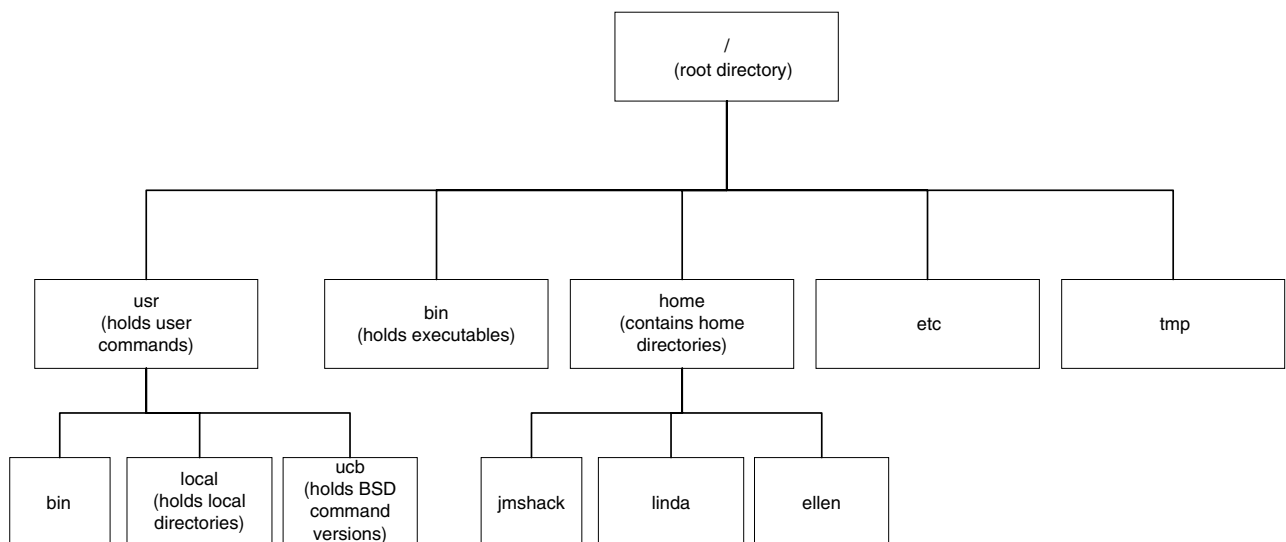 /
(root directory)
usr
(holds user
commands)
bin
(holds executables)
home
(contains home
directories)
etc
tmp
bin
local
(holds local
directories)
ucb
(holds BSD
command
versions)
jmshack
linda
ellen